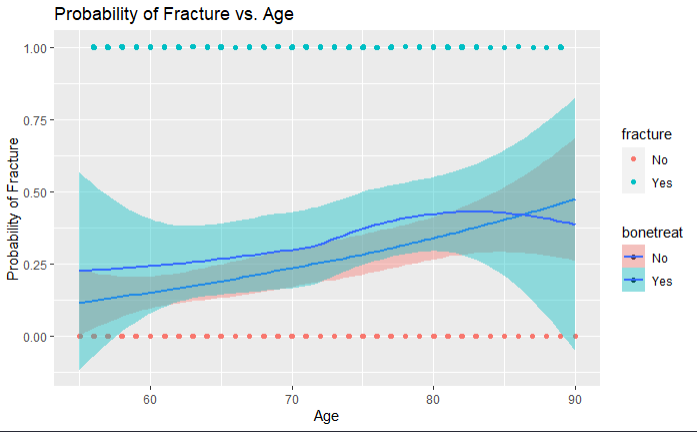 Probability of Fracture vs. Age
1.00
0.75
0.50
0.25
0.00
Probability of Fracture
60 70 80 90
Age
fracture
No
Yes
bonetreat
No
Yes